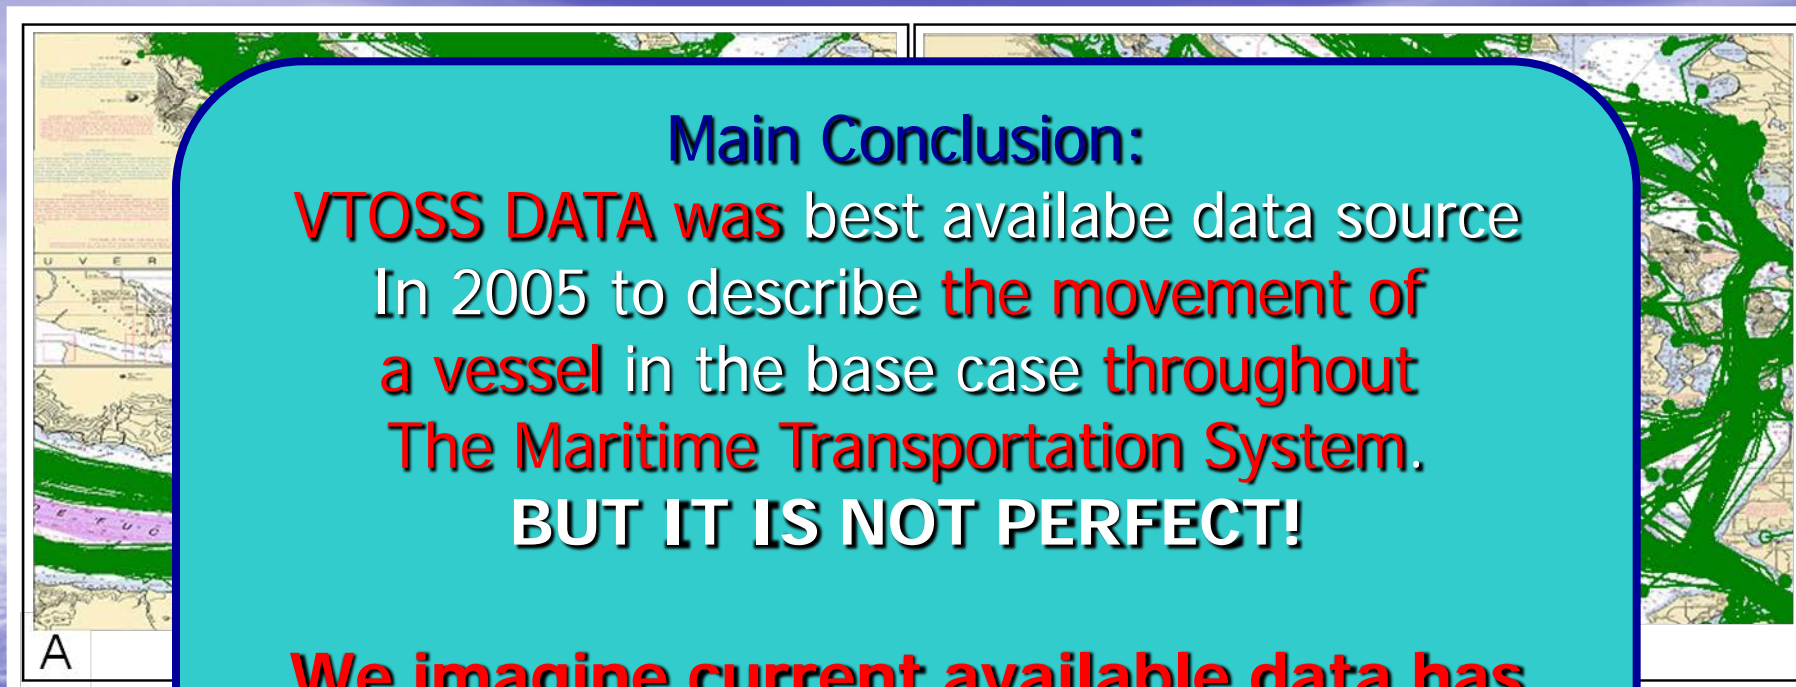 Main Conclusion:
VTOSS DATA was best availabe data source
In 2005 to describe the movement of
a vessel in the base case throughout
The Maritime Transportation System.
BUT IT IS NOT PERFECT!
We imagine current available data has
U V E R
D E F U C
A